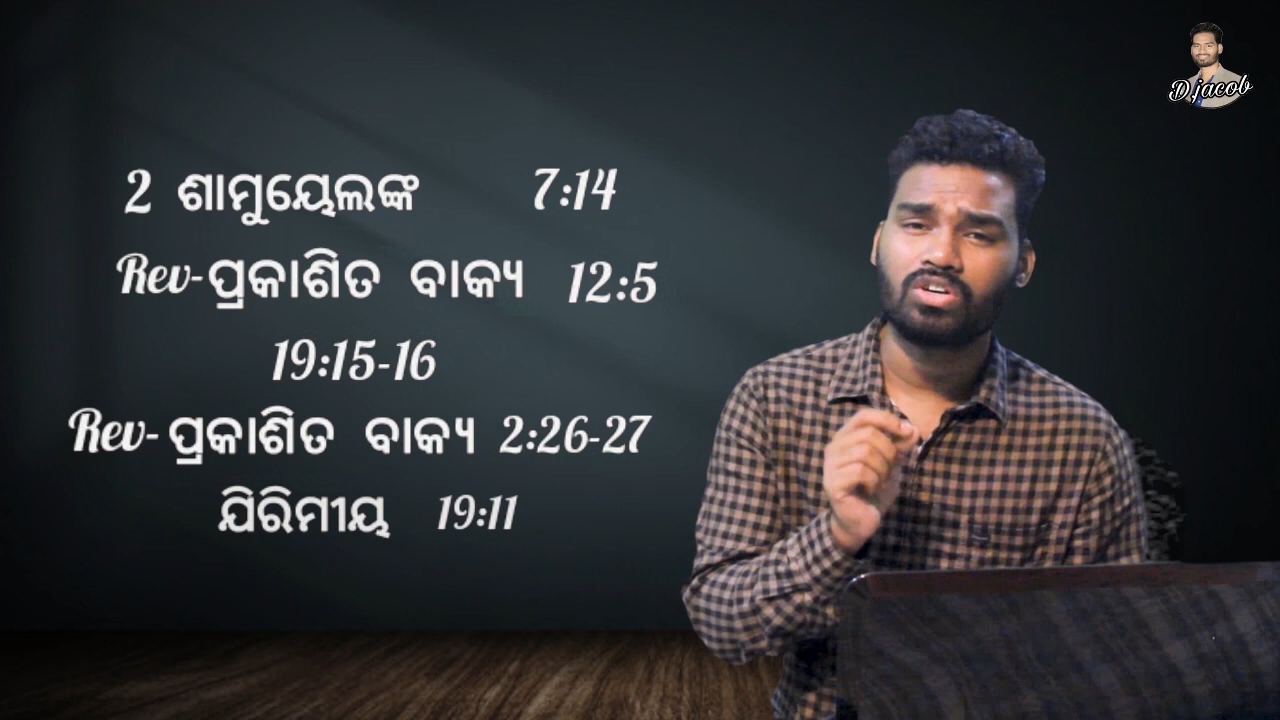 D jacob
2 ଶାମୁୟେଲଙ୍କ 7:14
Rev-ପ୍ରକାଶିତ ବାକ୍ୟ 12:5
19:15-16
Rev-ପ୍ରକାଶିତ ବାକ୍ୟ 2:26-27
ଯିରିମୀୟ 19:11